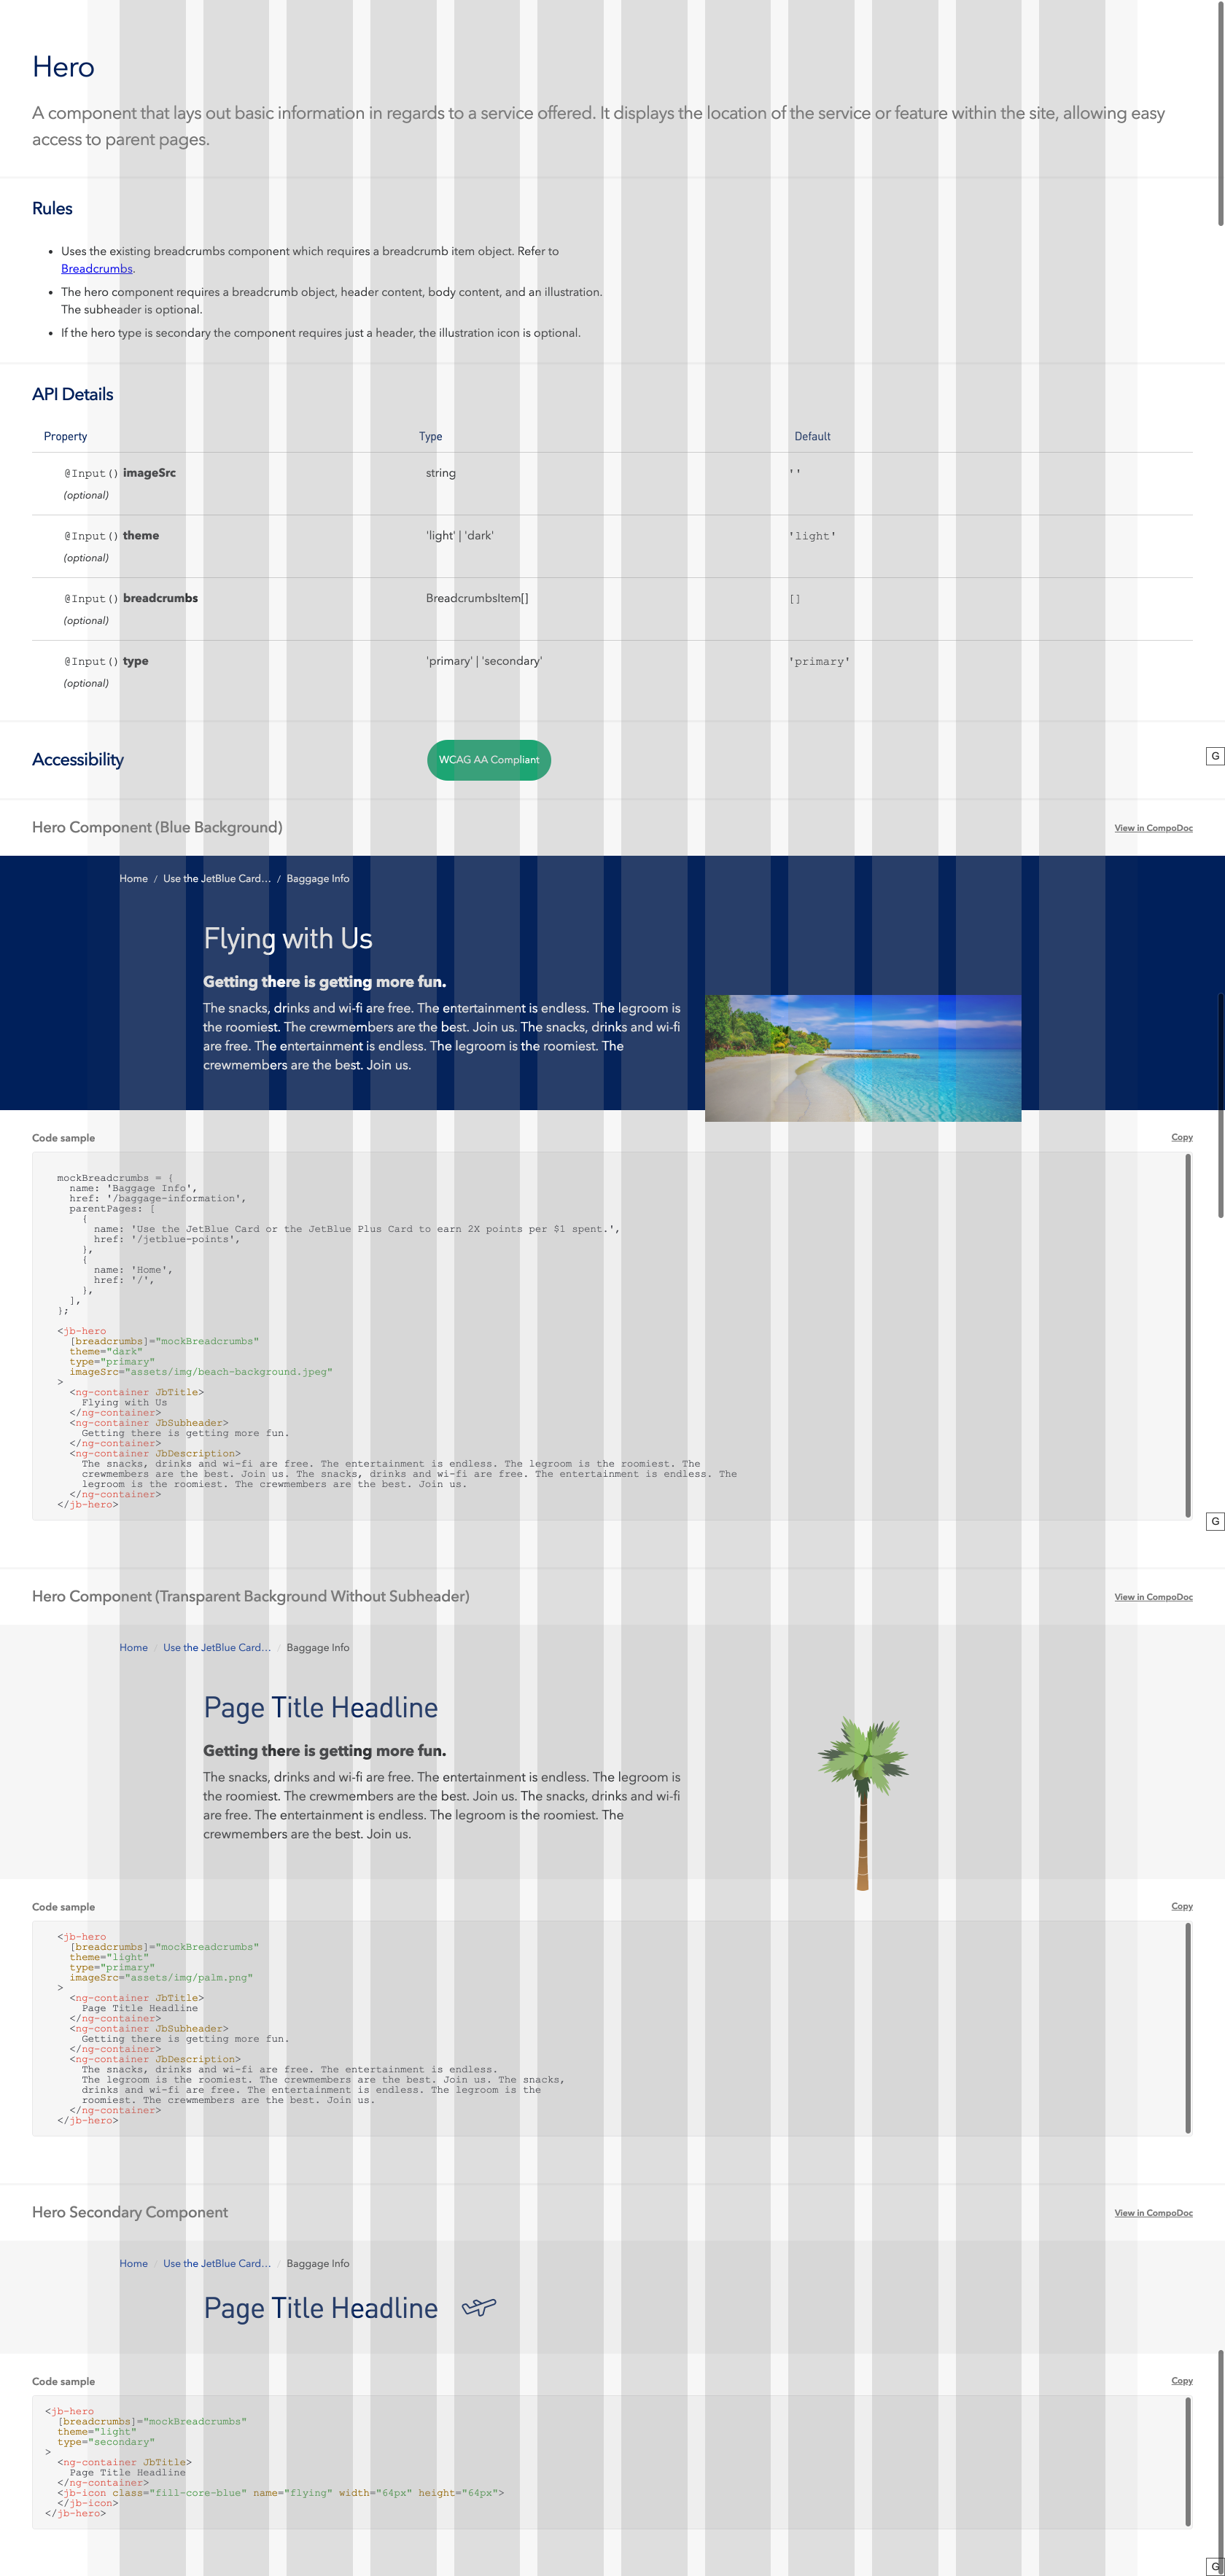 Hero
A component that lays out basic information in regards to a service offered. It displays the location of the service or feature within the site, allowing easy
access to parent pages.
Rules
• Uses the existing breadcrumbs component which requires a breadcrumb item object. Refer to
Breadcrumbs.
• The hero component requires a breadcrumb object, header content, body content, and an illustration.
The subheader is optional.
• If the hero type is secondary the component requires just a header, the illustration icon is optional.
API Details
Property Type Default
@Input() imageSrc string ''
(optional)
@Input() theme 'light' | 'dark' 'light'
(optional)
@Input() breadcrumbs BreadcrumbsItem[] []
(optional)
@Input() type 'primary' | 'secondary' 'primary'
(optional)
Accessibility WCAG AA Compliant
G
Hero Component (Blue Background) View in CompoDoc
Home / Use the JetBlue Card... / Baggage Info
Flying with Us
Getting there is getting more fun.
The snacks, drinks and wi-fi are free. The entertainment is endless. The legroom is
the roomiest. The crewmembers are the best. Join us. The snacks, drinks and wi-fi
are free. The entertainment is endless. The legroom is the roomiest. The
crewmembers are the best. Join us.
Code sample Copy
mockBreadcrumbs = {
name: 'Baggage Info',
href: '/baggage-information',
parentPages: [
{
name: 'Use the JetBlue Card or the JetBlue Plus Card to earn 2X points per $1 spent.',
href: '/jetblue-points',
},
{
name: 'Home',
href: '/',
},
],
};
<jb-hero
[breadcrumbs]="mockBreadcrumbs"
theme="dark"
type="primary"
imageSrc="assets/img/beach-background.jpeg"
>
<ng-container JbTitle>
Flying with Us
</ng-container>
<ng-container JbSubheader>
Getting there is getting more fun.
</ng-container>
<ng-container JbDescription>
The snacks, drinks and wi-fi are free. The entertainment is endless. The legroom is the roomiest. The
crewmembers are the best. Join us. The snacks, drinks and wi-fi are free. The entertainment is endless. The
legroom is the roomiest. The crewmembers are the best. Join us.
</ng-container>
</jb-hero>
G
Hero Component (Transparent Background Without Subheader) View in CompoDoc
Home / Use the JetBlue Card... / Baggage Info
Page Title Headline
Getting there is getting more fun.
The snacks, drinks and wi-fi are free. The entertainment is endless. The legroom is
the roomiest. The crewmembers are the best. Join us. The snacks, drinks and wi-fi
are free. The entertainment is endless. The legroom is the roomiest. The
crewmembers are the best. Join us.
Code sample Copy
<jb-hero
[breadcrumbs]="mockBreadcrumbs"
theme="light"
type="primary"
imageSrc="assets/img/palm.png"
>
<ng-container JbTitle>
Page Title Headline
</ng-container>
<ng-container JbSubheader>
Getting there is getting more fun.
</ng-container>
<ng-container JbDescription>
The snacks, drinks and wi-fi are free. The entertainment is endless.
The legroom is the roomiest. The crewmembers are the best. Join us. The snacks,
drinks and wi-fi are free. The entertainment is endless. The legroom is the
roomiest. The crewmembers are the best. Join us.
</ng-container>
</jb-hero>
Hero Secondary Component View in CompoDoc
Home / Use the JetBlue Card... / Baggage Info
Page Title Headline
Code sample Copy
<jb-hero
[breadcrumbs]="mockBreadcrumbs"
theme="light"
type="secondary"
>
<ng-container JbTitle>
Page Title Headline
</ng-container>
<jb-icon class="fill-core-blue" name="flying" width="64px" height="64px">
</jb-icon>
</jb-hero>
G